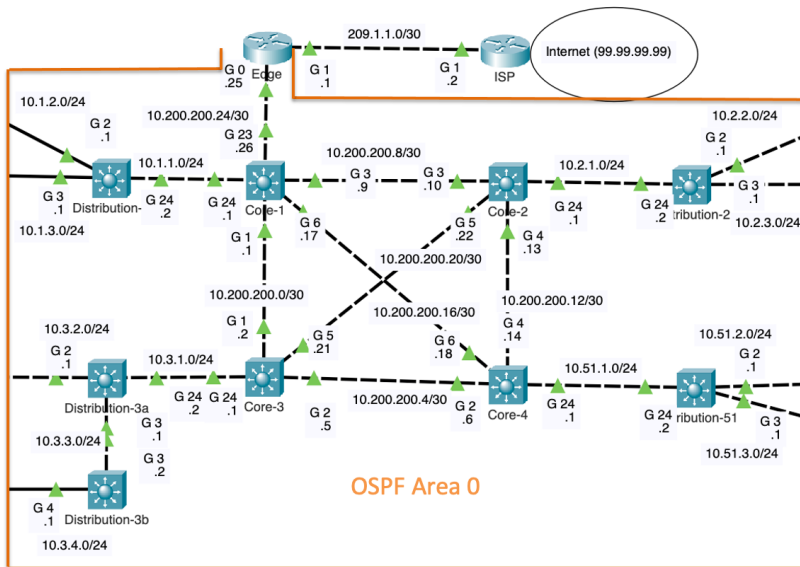 209.1.1.0/30
Internet (99.99.99.99)
G 0
.25
Edge
G 1
.1
G 1
.2
ISP
10.1.2.0/24
G 2
.1
10.200.200.24/30
G 23
.26
10.2.2.0/24
G 2
.1
10.1.1.0/24
10.200.200.8/30
10.2.1.0/24
G 3
.1
Distribution-
G 24
.2
G 24
.1
Core-1
G 3
.9
G 3
.10
Core-2
G 24
.1
G 24
.2
tribution-2
G 3
.1
10.1.3.0/24
10.2.3.0/24
G 1
.1
G 6
.17
G 5
.22
G 4
.13
10.200.200.20/30
10.200.200.0/30
10.200.200.16/30
10.200.200.12/30
10.3.2.0/24
G 2
.1
10.3.1.0/24
G 1
.2
G 5
.21
G 6
.18
G 4
.14
10.51.2.0/24
G 2
.1
10.51.1.0/24
Distribution-3a
G 24
.2
G 24
.1
Core-3
G 2
.5
10.200.200.4/30
G 2
.6
Core-4
G 24
.1
G 24
.2
ribution-51
G 3
.1
10.51.3.0/24
10.3.3.0/24
G 3
.1
G 3
.2
G 4
.1
Distribution-3b
10.3.4.0/24
OSPF Area 0